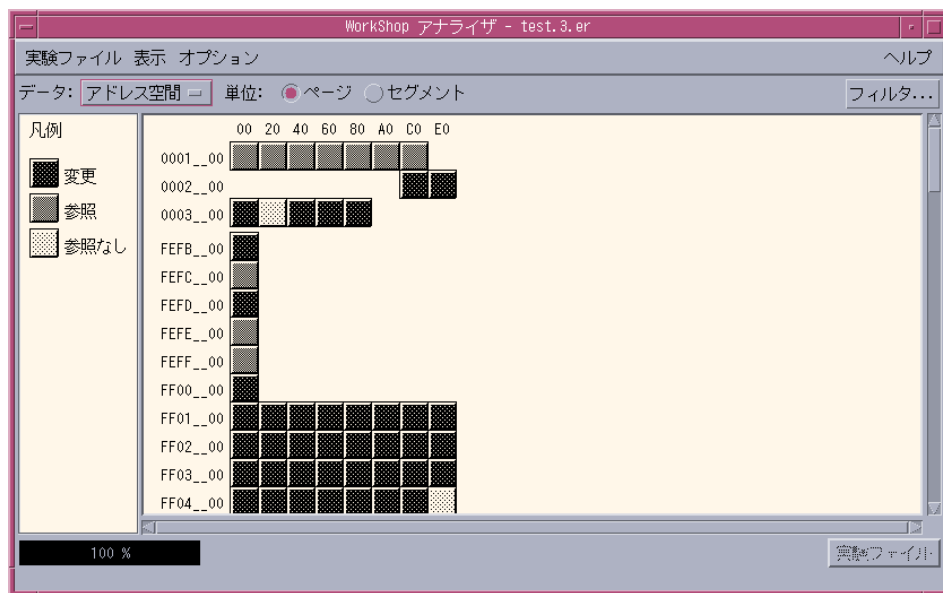 WorkShop アナライザ - test.3.er
実験ファイル 表示 オプション ヘルプ
データ: アドレス空間 単位: ページ セグメント フィルタ...
凡例
変更
参照
参照なし
00 20 40 60 80 A0 C0 E0
0001__00
0002__00
0003__00
FEFB__00
FEFC__00
FEFD__00
FEFE__00
FEFF__00
FF00__00
FF01__00
FF02__00
FF03__00
FF04__00
100 %
実験ファイル